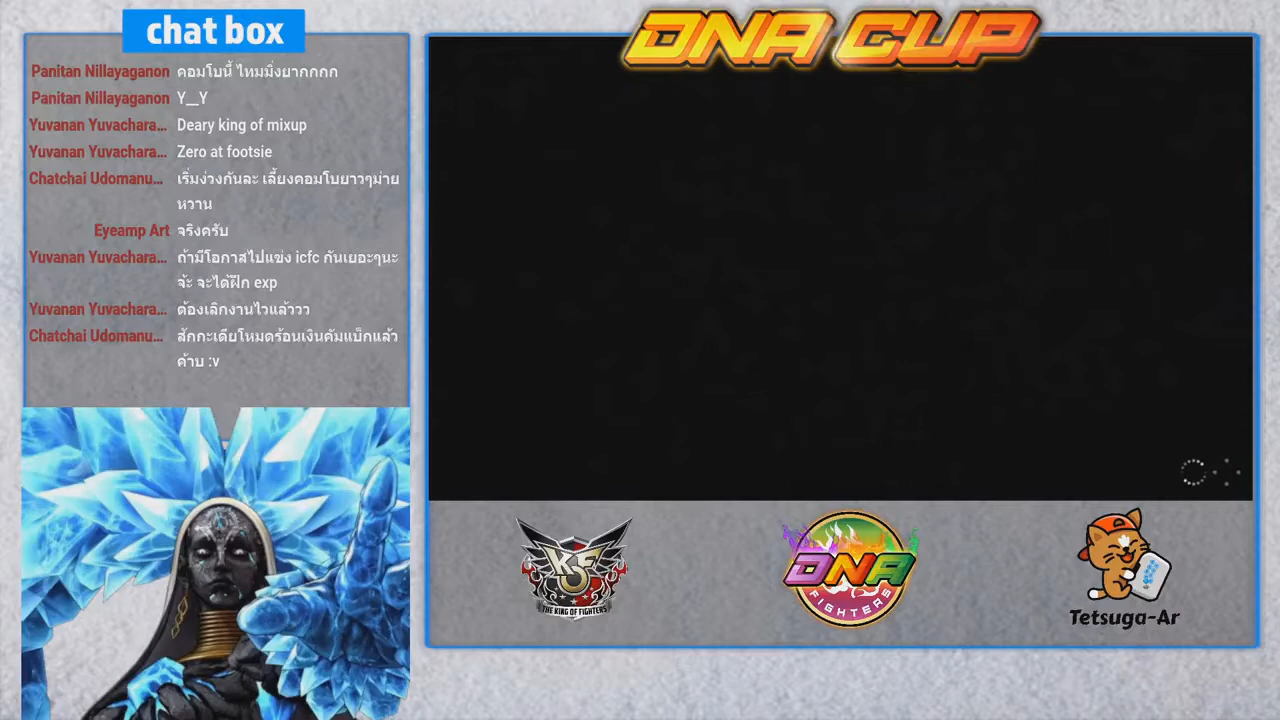 chat box
DNA CUP
Panitan Nillayaganon คอมโบนี้ ไทมมิ่งยากกกก
Panitan Nillayaganon Y__Y
Yuvanan Yuvachara... Deary king of mixup
Yuvanan Yuvachara... Zero at footsie
Chatchai Udomanu... เริ่มง่วงกันละ เลี้ยงคอมโบยาวๆม่าย
หวาน
Eyeamp Art จริงครับ
Yuvanan Yuvachara... ถ้ามีโอกาสไปแข่ง icfc กันเยอะๆนะ
จ้ะ จะได้ฝึก exp
Yuvanan Yuvachara... ต้องเลิกงานไวแล้ววว
Chatchai Udomanu... สักกะเดียโหมดร้อนเงินคัมแบ็กแล้ว
ค้าบ :v
KOF
THE KING OF FIGHTERS
DNA
FIGHTERS
Tetsuga-Ar